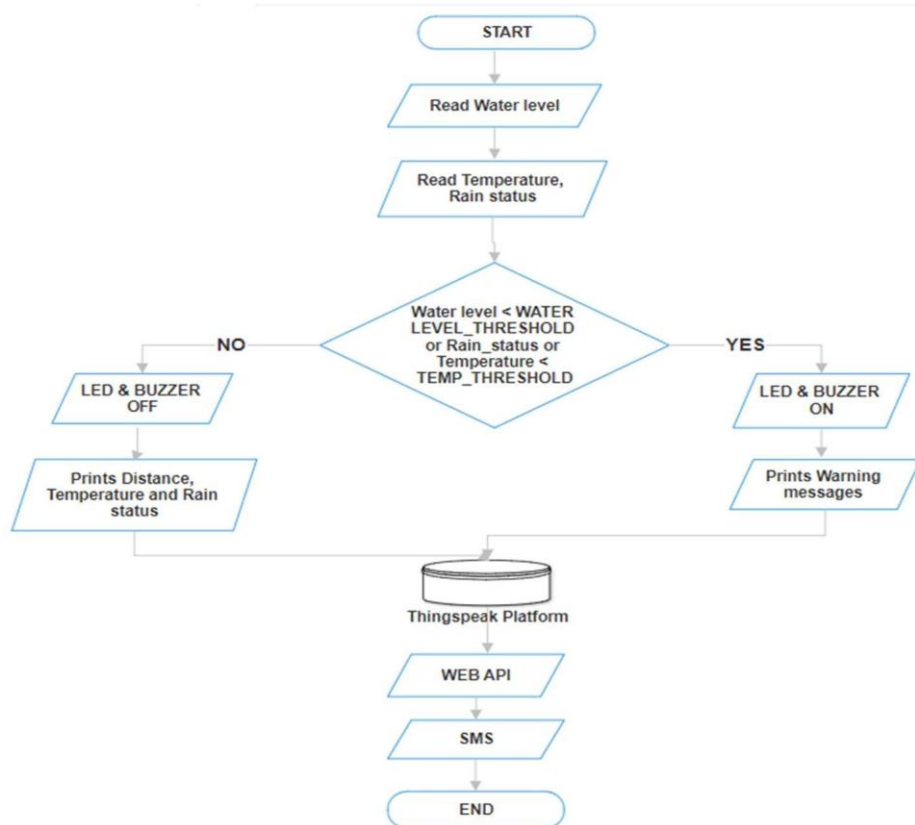 START
Read Water level
Read Temperature,
Rain status
Water level < WATER
LEVEL_THRESHOLD
or Rain_status or
Temperature <
TEMP_THRESHOLD
NO
YES
LED & BUZZER
OFF
LED & BUZZER
ON
Prints Distance,
Temperature and Rain
status
Prints Warning
messages
Thingspeak Platform
WEB API
SMS
END